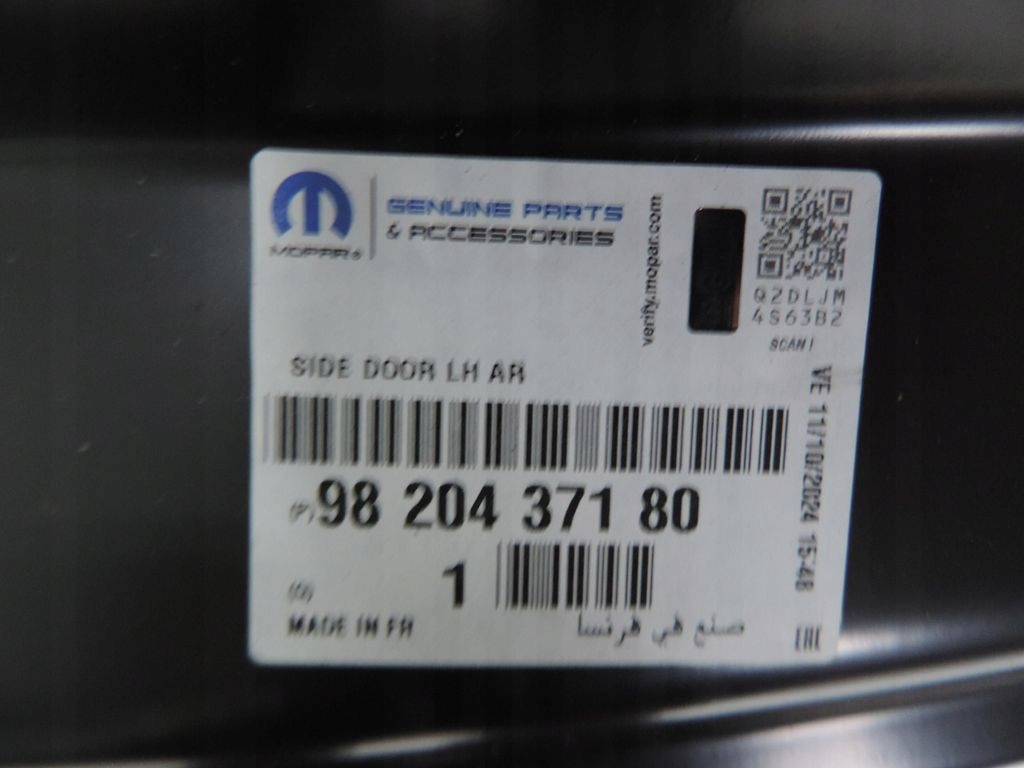 MOPAR®
GENUINE PARTS
& ACCESSORIES
verify.mopar.com
Q2DLJM
4S63B2
SCAN!
SIDE DOOR LH AR
VE 11/10/2024 15:48
(P) 98 204 371 80
(Q) 1
MADE IN FR
صنع في فرنسا
EAC